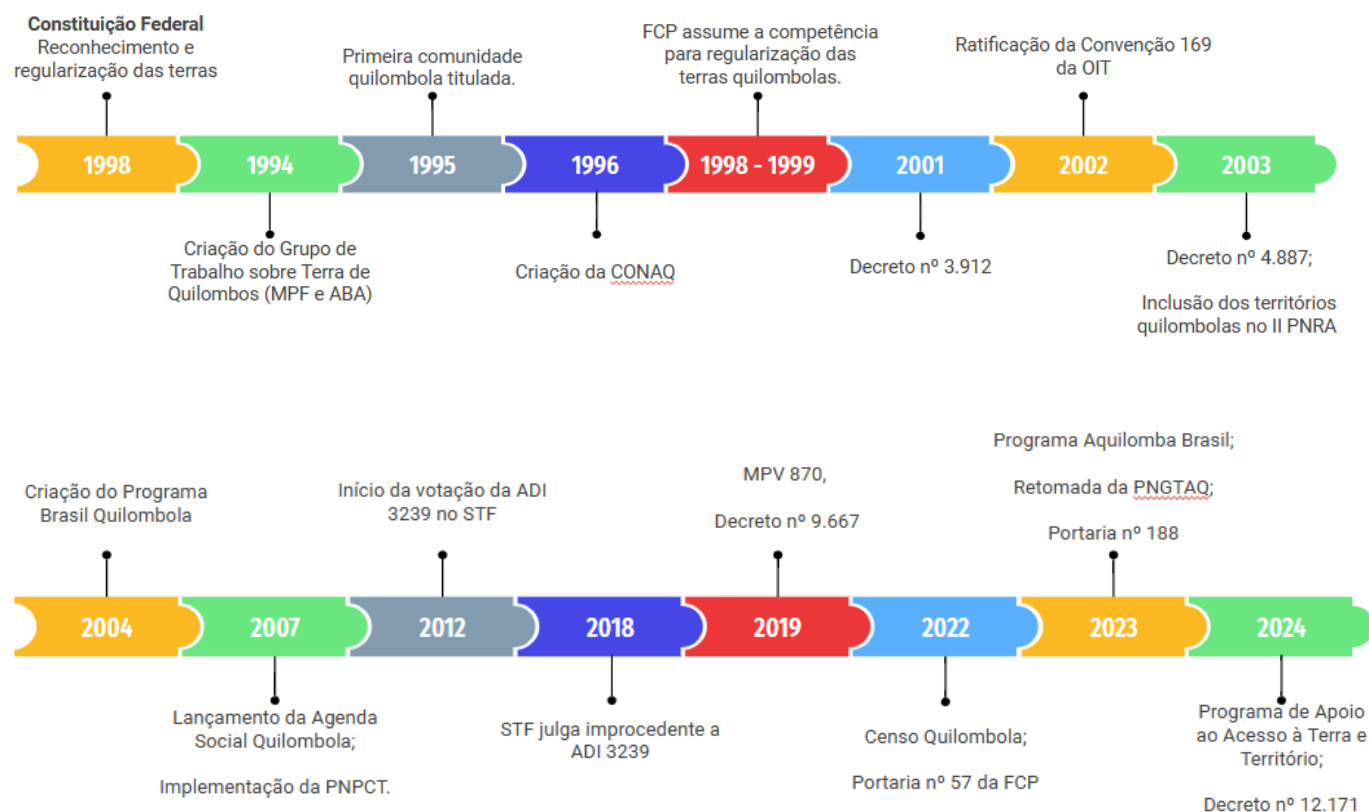 Constituição Federal
Reconhecimento e
regularização das terras
Primeira comunidade
quilombola titulada.
FCP assume a competência
para regularização das
terras quilombolas.
Ratificação da Convenção 169
da OIT
1998
1994
1995
1996
1998 - 1999
2001
2002
2003
Criação do Grupo de
Trabalho sobre Terra de
Quilombos (MPF e ABA)
Criação da CONAQ
Decreto nº 3.912
Decreto nº 4.887;
Inclusão dos territórios
quilombolas no II PNRA
Criação do Programa
Brasil Quilombola
Início da votação da ADI
3239 no STF
MPV 870,
Decreto nº 9.667
Programa Aquilomba Brasil;
Retomada da PNGTAQ;
Portaria nº 188
2004
2007
2012
2018
2019
2022
2023
2024
Lançamento da Agenda
Social Quilombola;
Implementação da PNPCT.
STF julga improcedente a
ADI 3239
Censo Quilombola;
Portaria nº 57 da FCP
Programa de Apoio
ao Acesso à Terra e
Território;
Decreto nº 12.171